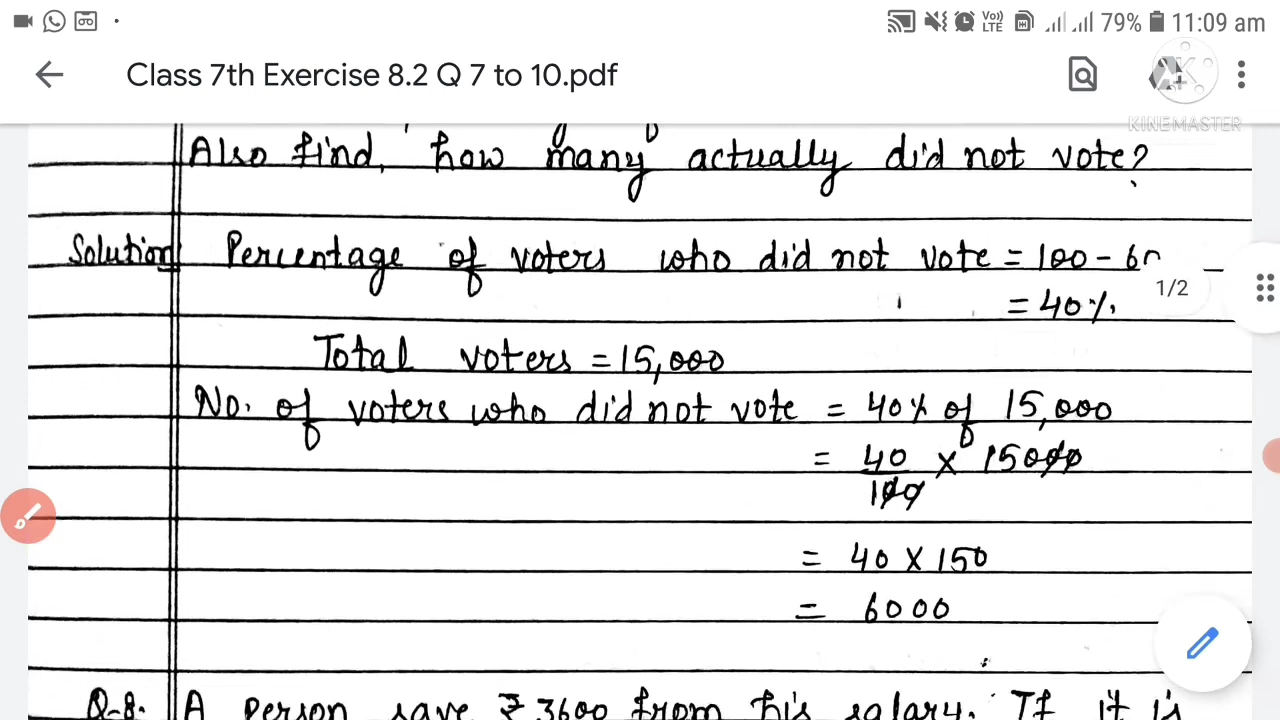 Vo))
LTE
79%
11:09 am
Class 7th Exercise 8.2 Q 7 to 10.pdf
KINEMASTER
Also find, how many actually did not vote?
Solution: Percentage of voters who did not vote = 100 - 60
1/2
= 40%
Total voters = 15,000
No. of voters who did not vote = 40% of 15,000
= 40/100 × 15000
= 40 × 150
= 6000
Q-8. A person save ₹ 3600 from his salary. If it is